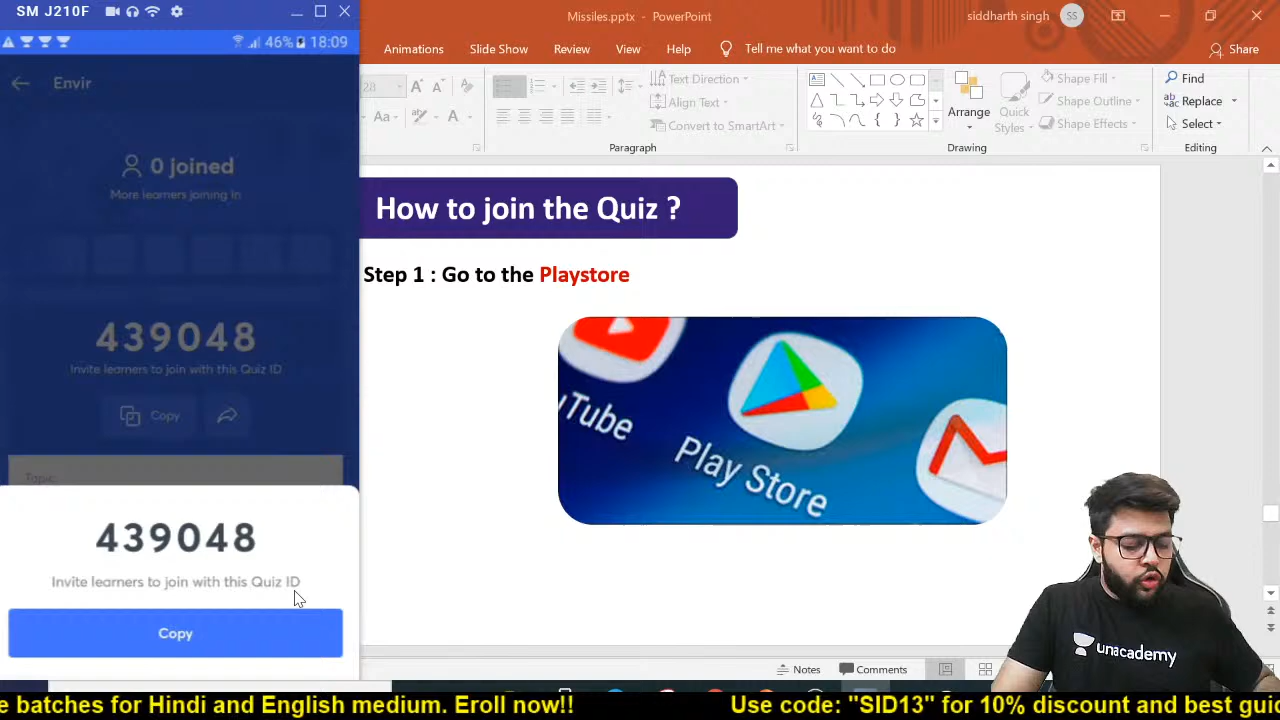 SM J210F
46% 18:09
Envir
0 joined
More learners joining in
439048
Invite learners to join with this Quiz ID
Copy
Topic
439048
Invite learners to join with this Quiz ID
Copy
Missiles.pptx - PowerPoint
siddharth singh SS
Animations Slide Show Review View Help Tell me what you want to do Share
28 Text Direction Shape Fill Find
Aa Align Text Shape Outline Replace
Convert to SmartArt Arrange Quick Styles Shape Effects Select
Paragraph Drawing Editing
How to join the Quiz ?
Step 1 : Go to the Playstore
uTube
Play Store
unacademy
Notes Comments
e batches for Hindi and English medium. Eroll now!! Use code: "SID13" for 10% discount and best guid